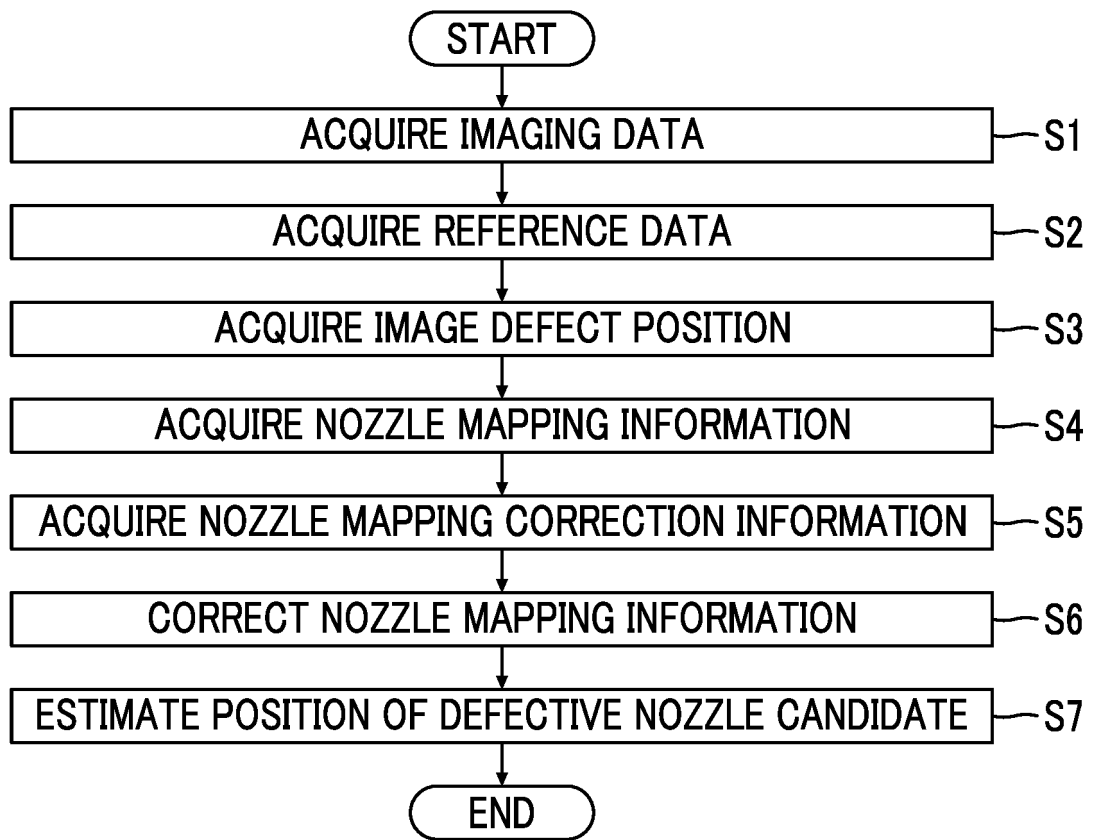 START
ACQUIRE IMAGING DATA S1
ACQUIRE REFERENCE DATA S2
ACQUIRE IMAGE DEFECT POSITION S3
ACQUIRE NOZZLE MAPPING INFORMATION S4
ACQUIRE NOZZLE MAPPING CORRECTION INFORMATION S5
CORRECT NOZZLE MAPPING INFORMATION S6
ESTIMATE POSITION OF DEFECTIVE NOZZLE CANDIDATE S7
END